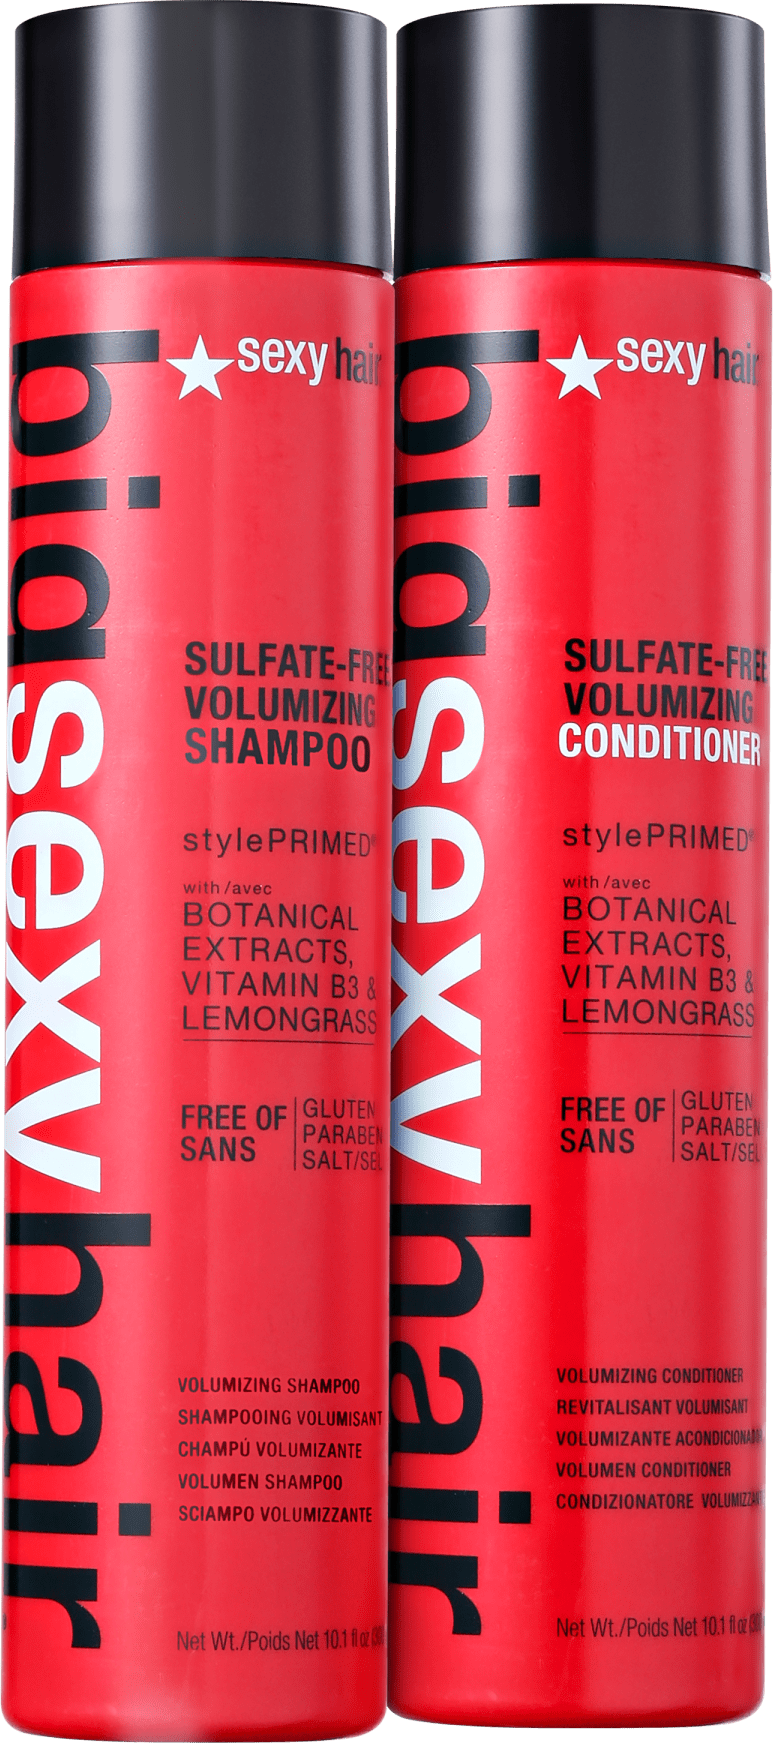 sexy hair
big sexy hair
SULFATE-FREE
VOLUMIZING
SHAMPOO
stylePRIMED®
with/avec
BOTANICAL
EXTRACTS,
VITAMIN B3 &
LEMONGRASS
FREE OF
SANS
GLUTEN
PARABEN
SALT/SEL
VOLUMIZING SHAMPOO
SHAMPOOING VOLUMISANT
CHAMPÚ VOLUMIZANTE
VOLUMEN SHAMPOO
SCIAMPO VOLUMIZZANTE
Net Wt./Poids Net 10.1 fl oz
sexy hair
big sexy hair
SULFATE-FREE
VOLUMIZING
CONDITIONER
stylePRIMED®
with/avec
BOTANICAL
EXTRACTS,
VITAMIN B3 &
LEMONGRASS
FREE OF
SANS
GLUTEN
PARABEN
SALT/SEL
VOLUMIZING CONDITIONER
REVITALISANT VOLUMISANT
VOLUMIZANTE ACONDICIONADOR
VOLUMEN CONDITIONER
CONDIZIONATORE VOLUMIZZANTE
Net Wt./Poids Net 10.1 fl oz